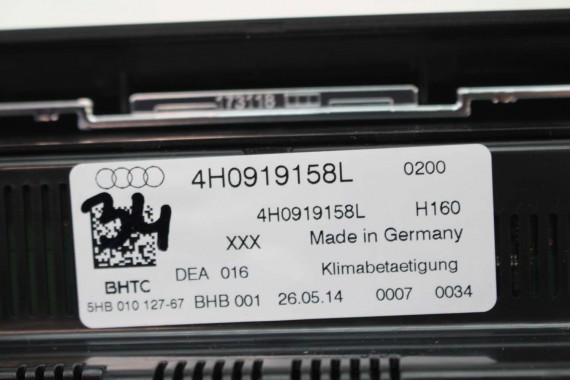 173118
4H0919158L 0200
34
4H0919158L H160
XXX Made in Germany
BHTC DEA 016 Klimabetaetigung
5HB 010 127-67 BHB 001 26.05.14 0007 0034